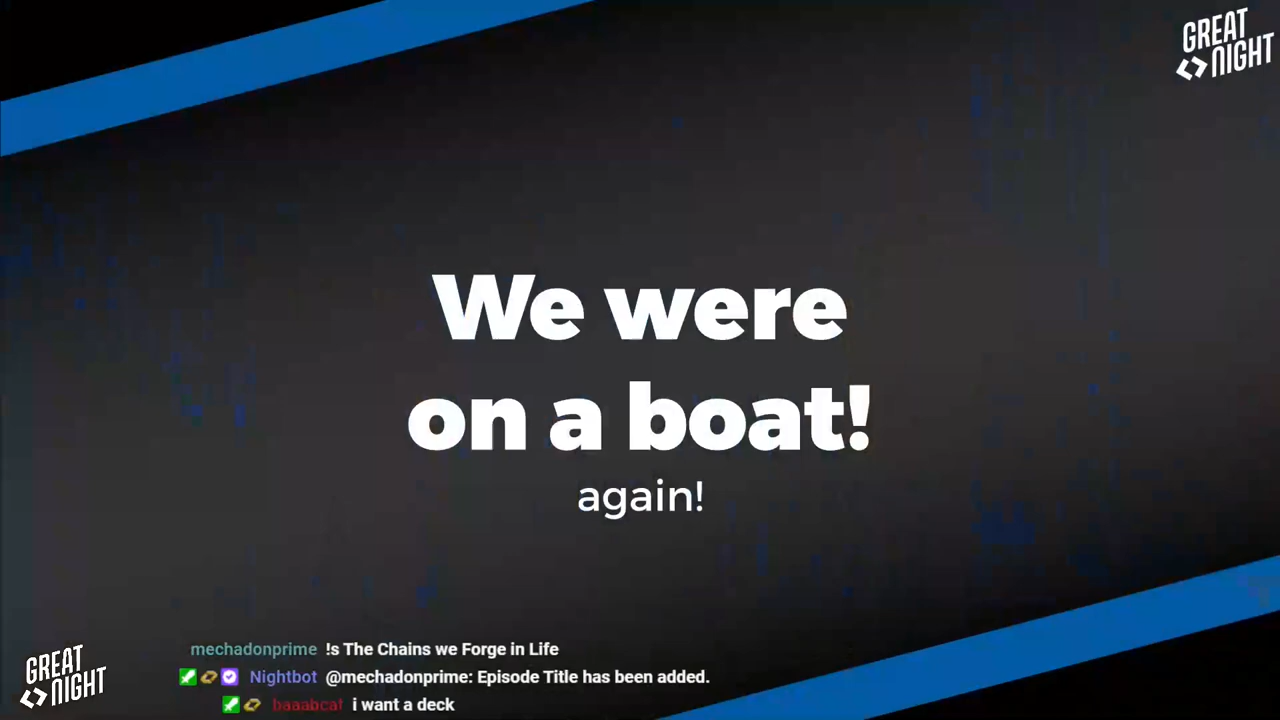 GREAT
NIGHT
We were
on a boat!
again!
mechadonprime !s The Chains we Forge in Life
Nightbot @mechadonprime: Episode Title has been added.
baaabcat i want a deck
GREAT
NIGHT